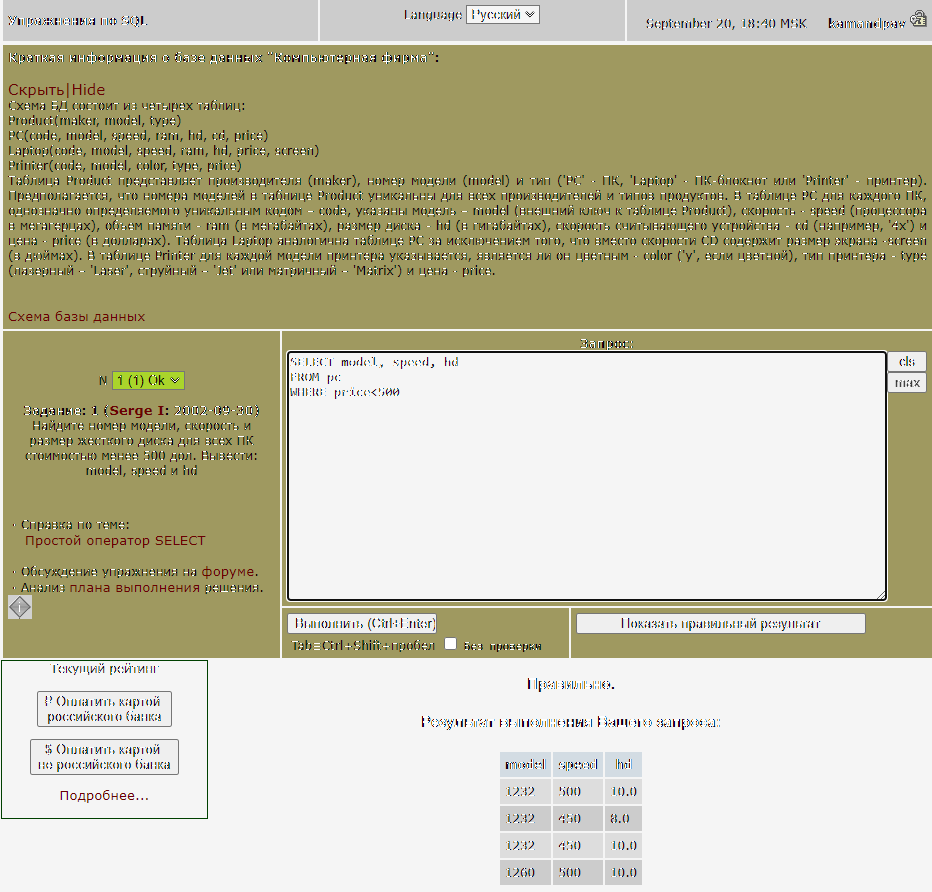 Упражнения по SQL
Language Русский
September 20, 18:40 MSK kamandpav
Краткая информация о базе данных "Компьютерная фирма":
Скрыть|Hide
Схема БД состоит из четырех таблиц:
Product(maker, model, type)
PC(code, model, speed, ram, hd, cd, price)
Laptop(code, model, speed, ram, hd, price, screen)
Printer(code, model, color, type, price)
Таблица Product представляет производителя (maker), номер модели (model) и тип ('PC' - ПК, 'Laptop' - ПК-блокнот или 'Printer' - принтер).
Предполагается, что номера моделей в таблице Product уникальны для всех производителей и типов продуктов. В таблице PC для каждого ПК,
однозначно определяемого уникальным кодом – code, указаны модель – model (внешний ключ к таблице Product), скорость - speed (процессора
в мегагерцах), объем памяти - ram (в мегабайтах), размер диска - hd (в гигабайтах), скорость считывающего устройства - cd (например, '4x') и
цена - price (в долларах). Таблица Laptop аналогична таблице PC за исключением того, что вместо скорости CD содержит размер экрана -screen
(в дюймах). В таблице Printer для каждой модели принтера указывается, является ли он цветным - color ('y', если цветной), тип принтера - type
(лазерный – 'Laser', струйный – 'Jet' или матричный – 'Matrix') и цена - price.
Схема базы данных
Запрос:
SELECT model, speed, hd
FROM pc
WHERE price<500
cls
max
N 1 (1) Ok
Задание: 1 (Serge I: 2002-09-30)
Найдите номер модели, скорость и
размер жесткого диска для всех ПК
стоимостью менее 500 дол. Вывести:
model, speed и hd
- Справка по теме:
Простой оператор SELECT
- Обсуждение упражнения на форуме.
- Анализ плана выполнения решения.
Выполнить (Ctrl+Enter)
Tab=Ctrl+Shift+пробел Без проверки
Показать правильный результат
Текущий рейтинг
₽ Оплатить картой
российского банка
$ Оплатить картой
не российского банка
Подробнее...
Правильно.
Результат выполнения Вашего запроса:
model speed hd
1232 500 10.0
1232 450 8.0
1232 450 10.0
1260 500 10.0